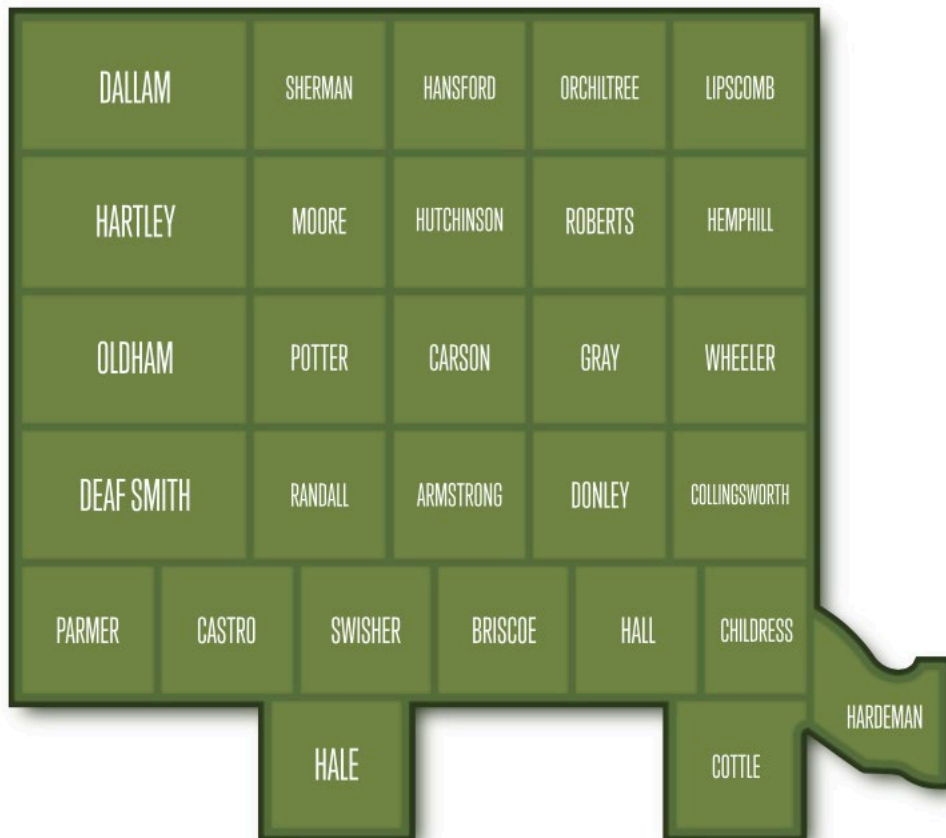 DALLAM
SHERMAN
HANSFORD
ORCHILTREE
LIPSCOMB
HARTLEY
MOORE
HUTCHINSON
ROBERTS
HEMPHILL
OLDHAM
POTTER
CARSON
GRAY
WHEELER
DEAF SMITH
RANDALL
ARMSTRONG
DONLEY
COLLINGSWORTH
PARMER
CASTRO
SWISHER
BRISCOE
HALL
CHILDRESS
HARDEMAN
HALE
COTTLE